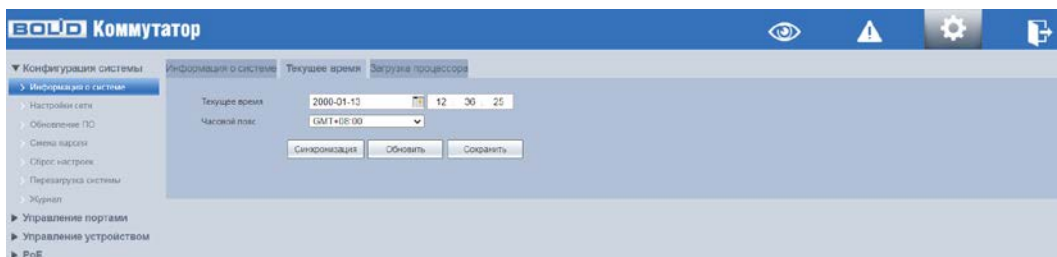 BOLID Коммутатор
Конфигурация системы
Информация о системе
Настройки сети
Обновление ПО
Смена пароля
Сброс настроек
Перезагрузка системы
Журнал
Управление портами
Управление устройством
PoE
Информация о системе Текущее время Загрузка процессора
Текущее время 2000-01-13 12 36 25
Часовой пояс GMT+08:00
Синхронизация Обновить Сохранить